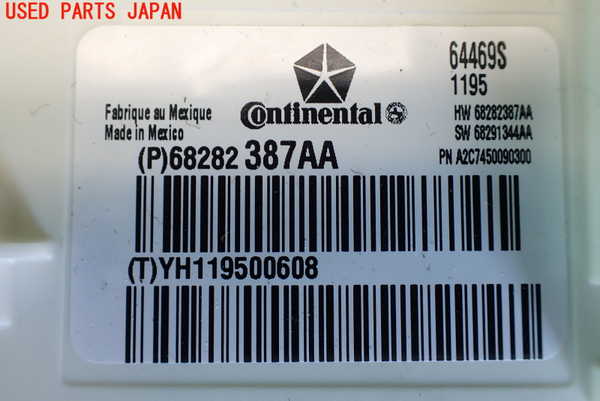 USED PARTS JAPAN
64469S
1195
Fabrique au Mexique
Made in Mexico
Continental
HW 68282387AA
SW 68291344AA
(P)68282 387AA
PN A2C7450090300
(T)YH119500608